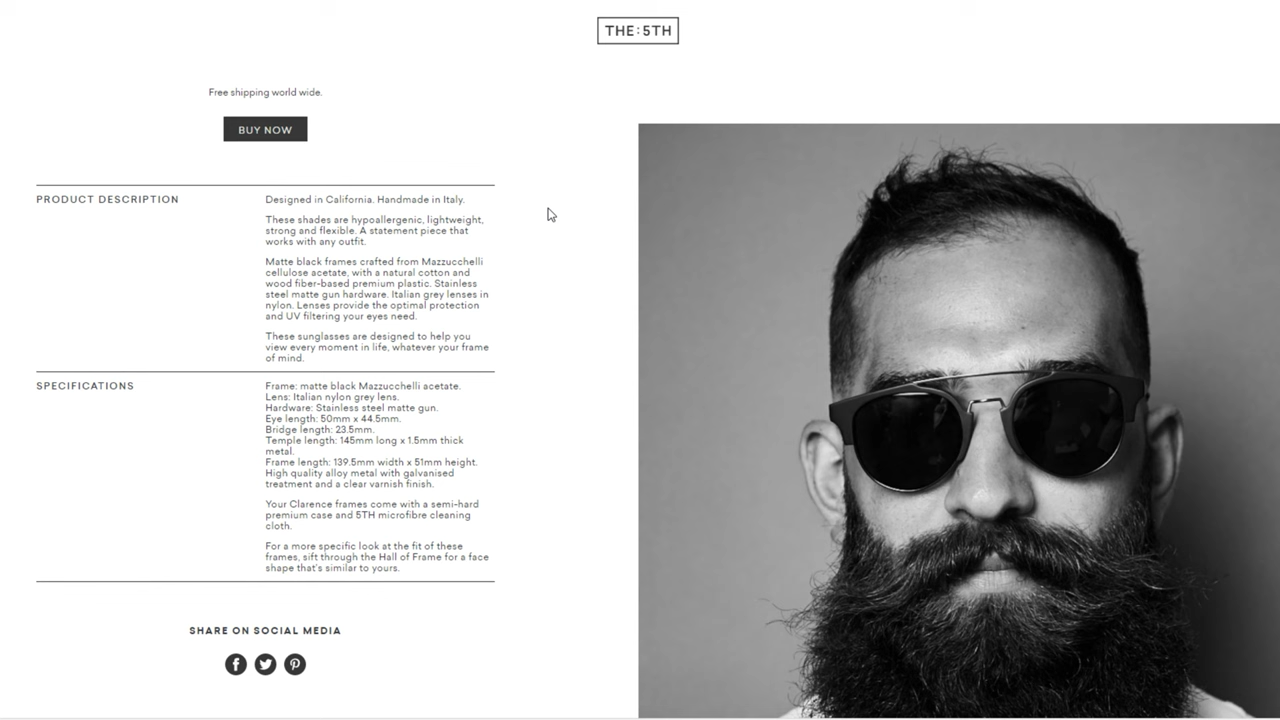 THE:5TH
Free shipping world wide.
BUY NOW
PRODUCT DESCRIPTION
Designed in California. Handmade in Italy.
These shades are hypoallergenic, lightweight,
strong and flexible. A statement piece that
works with any outfit.
Matte black frames crafted from Mazzucchelli
cellulose acetate, with a natural cotton and
wood fiber-based premium plastic. Stainless
steel matte gun hardware. Italian grey lenses in
nylon. Lenses provide the optimal protection
and UV filtering your eyes need.
These sunglasses are designed to help you
view every moment in life, whatever your frame
of mind.
SPECIFICATIONS
Frame: matte black Mazzucchelli acetate.
Lens: Italian nylon grey lens.
Hardware: Stainless steel matte gun.
Eye length: 50mm x 44.5mm.
Bridge length: 23.5mm.
Temple length: 145mm long x 1.5mm thick
metal.
Frame length: 139.5mm width x 51mm height.
High quality alloy metal with galvanised
treatment and a clear varnish finish.
Your Clarence frames come with a semi-hard
premium case and 5TH microfibre cleaning
cloth.
For a more specific look at the fit of these
frames, sift through the Hall of Frame for a face
shape that's similar to yours.
SHARE ON SOCIAL MEDIA